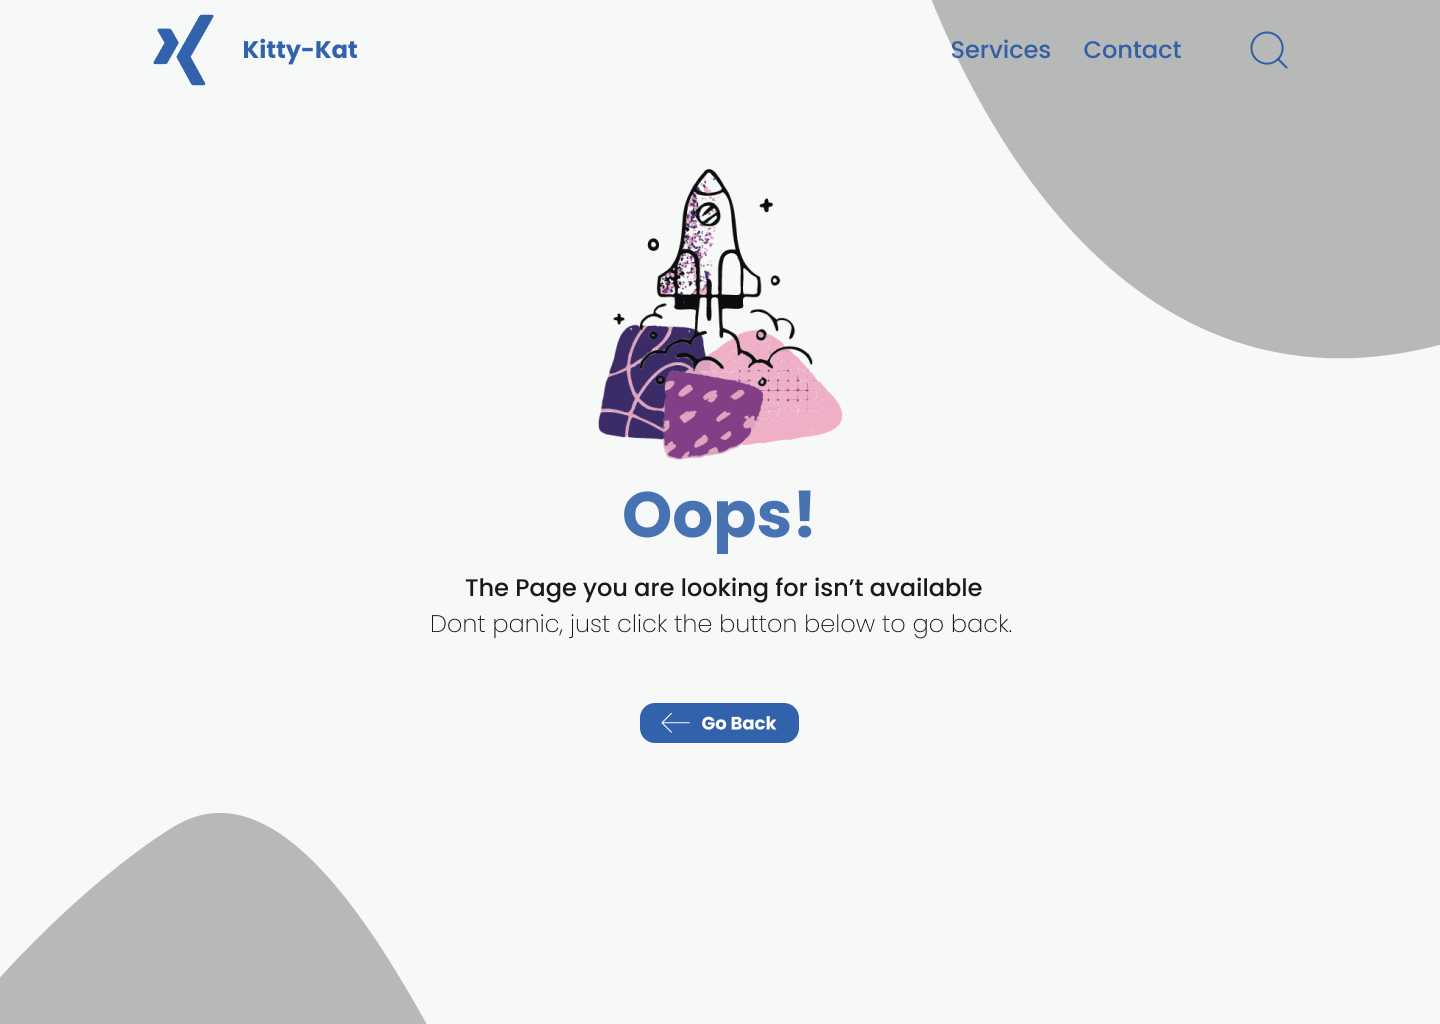 Kitty-Kat
Services
Contact
Oops!
The Page you are looking for isn’t available
Dont panic, just click the button below to go back.
Go Back